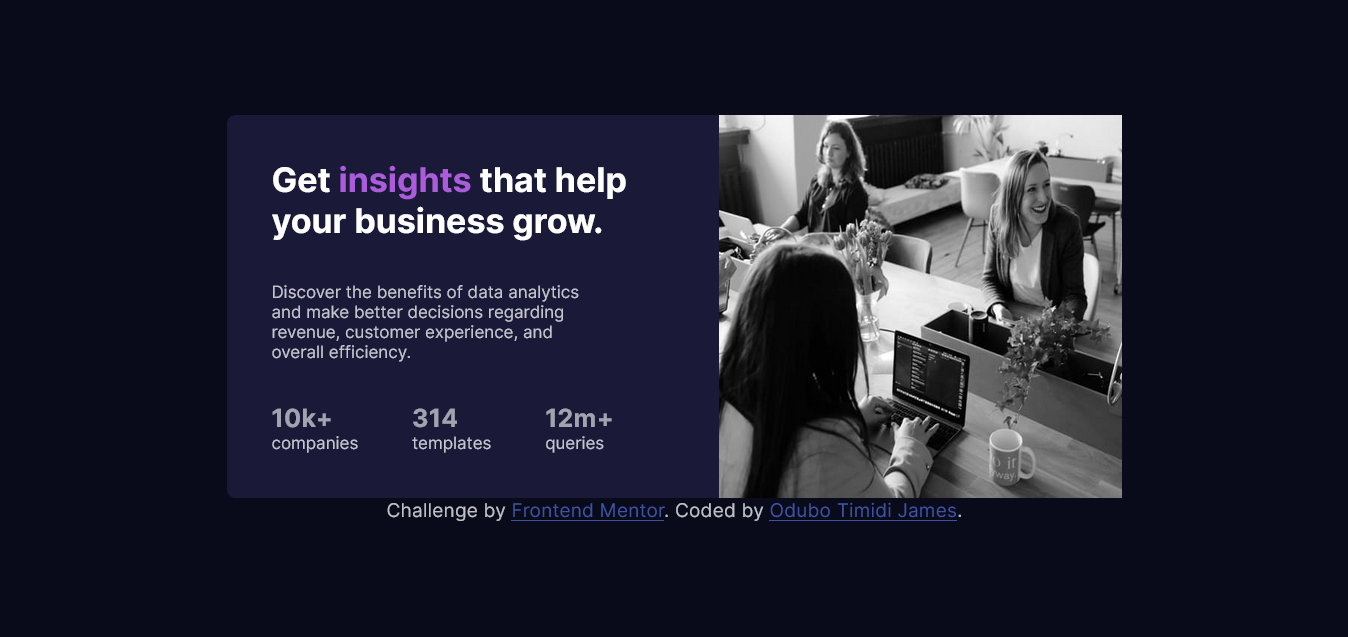 Get insights that help
your business grow.
Discover the benefits of data analytics
and make better decisions regarding
revenue, customer experience, and
overall efficiency.
10k+ 314 12m+
companies templates queries
Challenge by Frontend Mentor. Coded by Odubo Timidi James.